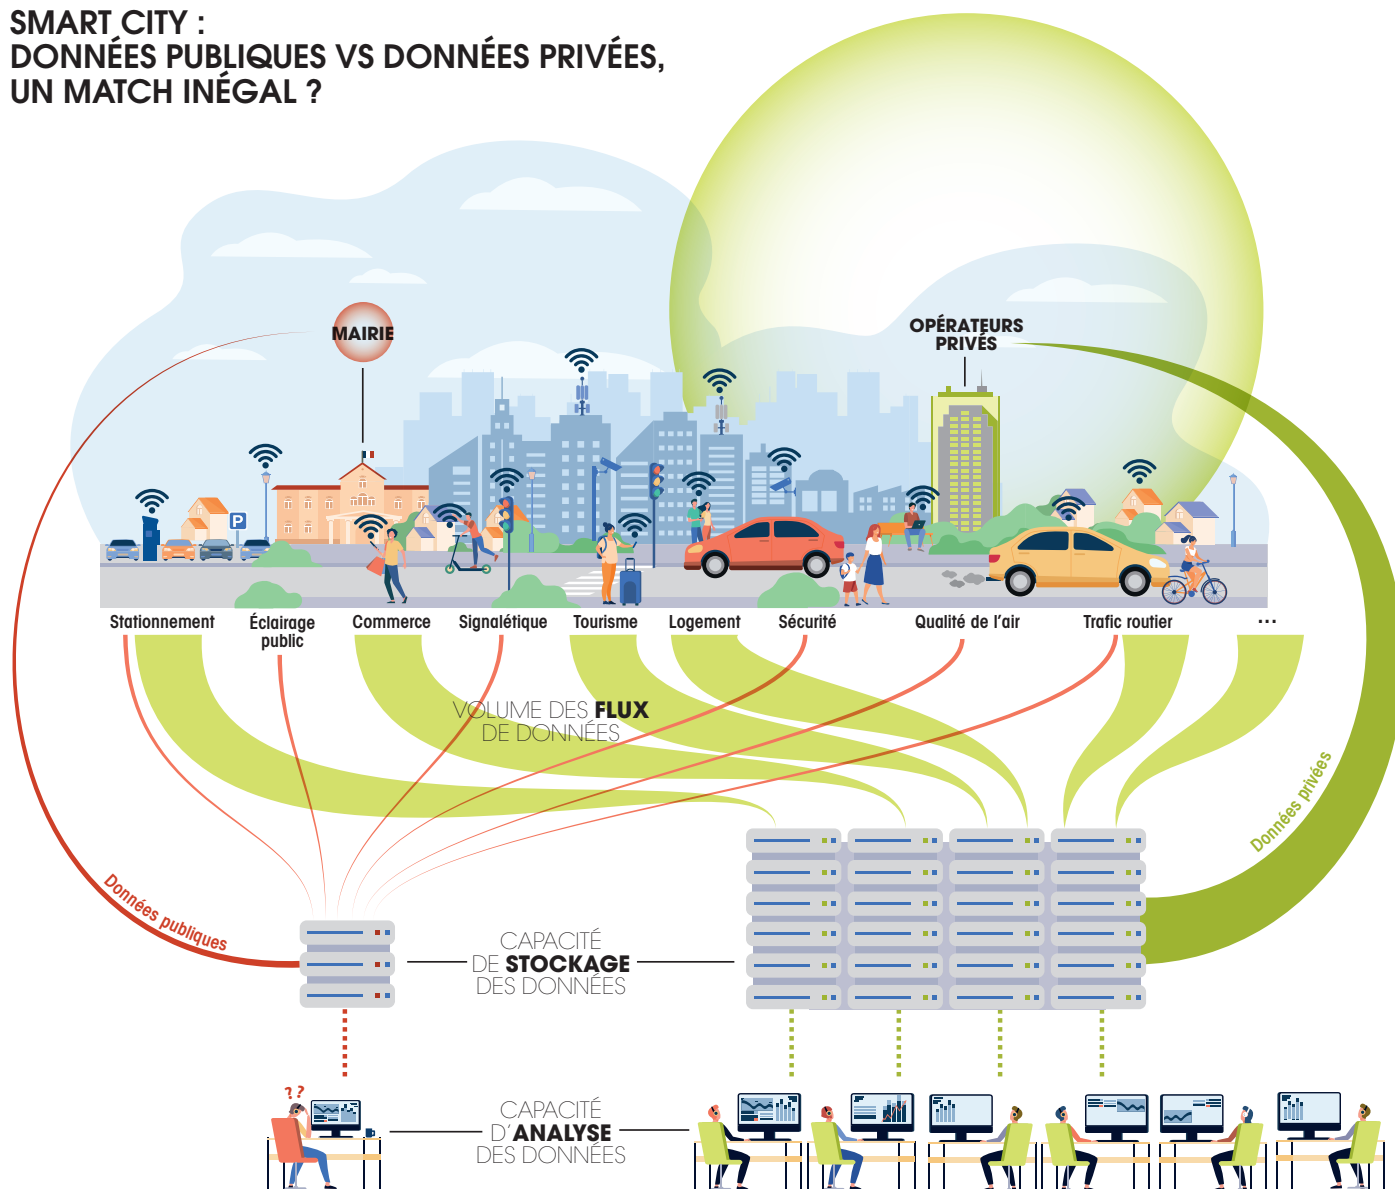 SMART CITY :
DONNÉES PUBLIQUES VS DONNÉES PRIVÉES,
UN MATCH INÉGAL ?
MAIRIE
OPÉRATEURS
PRIVÉS
P
Stationnement
Éclairage
public
Commerce
Signalétique
Tourisme
Logement
Sécurité
Qualité de l’air
Trafic routier
...
VOLUME DES FLUX
DE DONNÉES
Données publiques
Données privées
CAPACITÉ
DE STOCKAGE
DES DONNÉES
??
CAPACITÉ
D’ANALYSE
DES DONNÉES